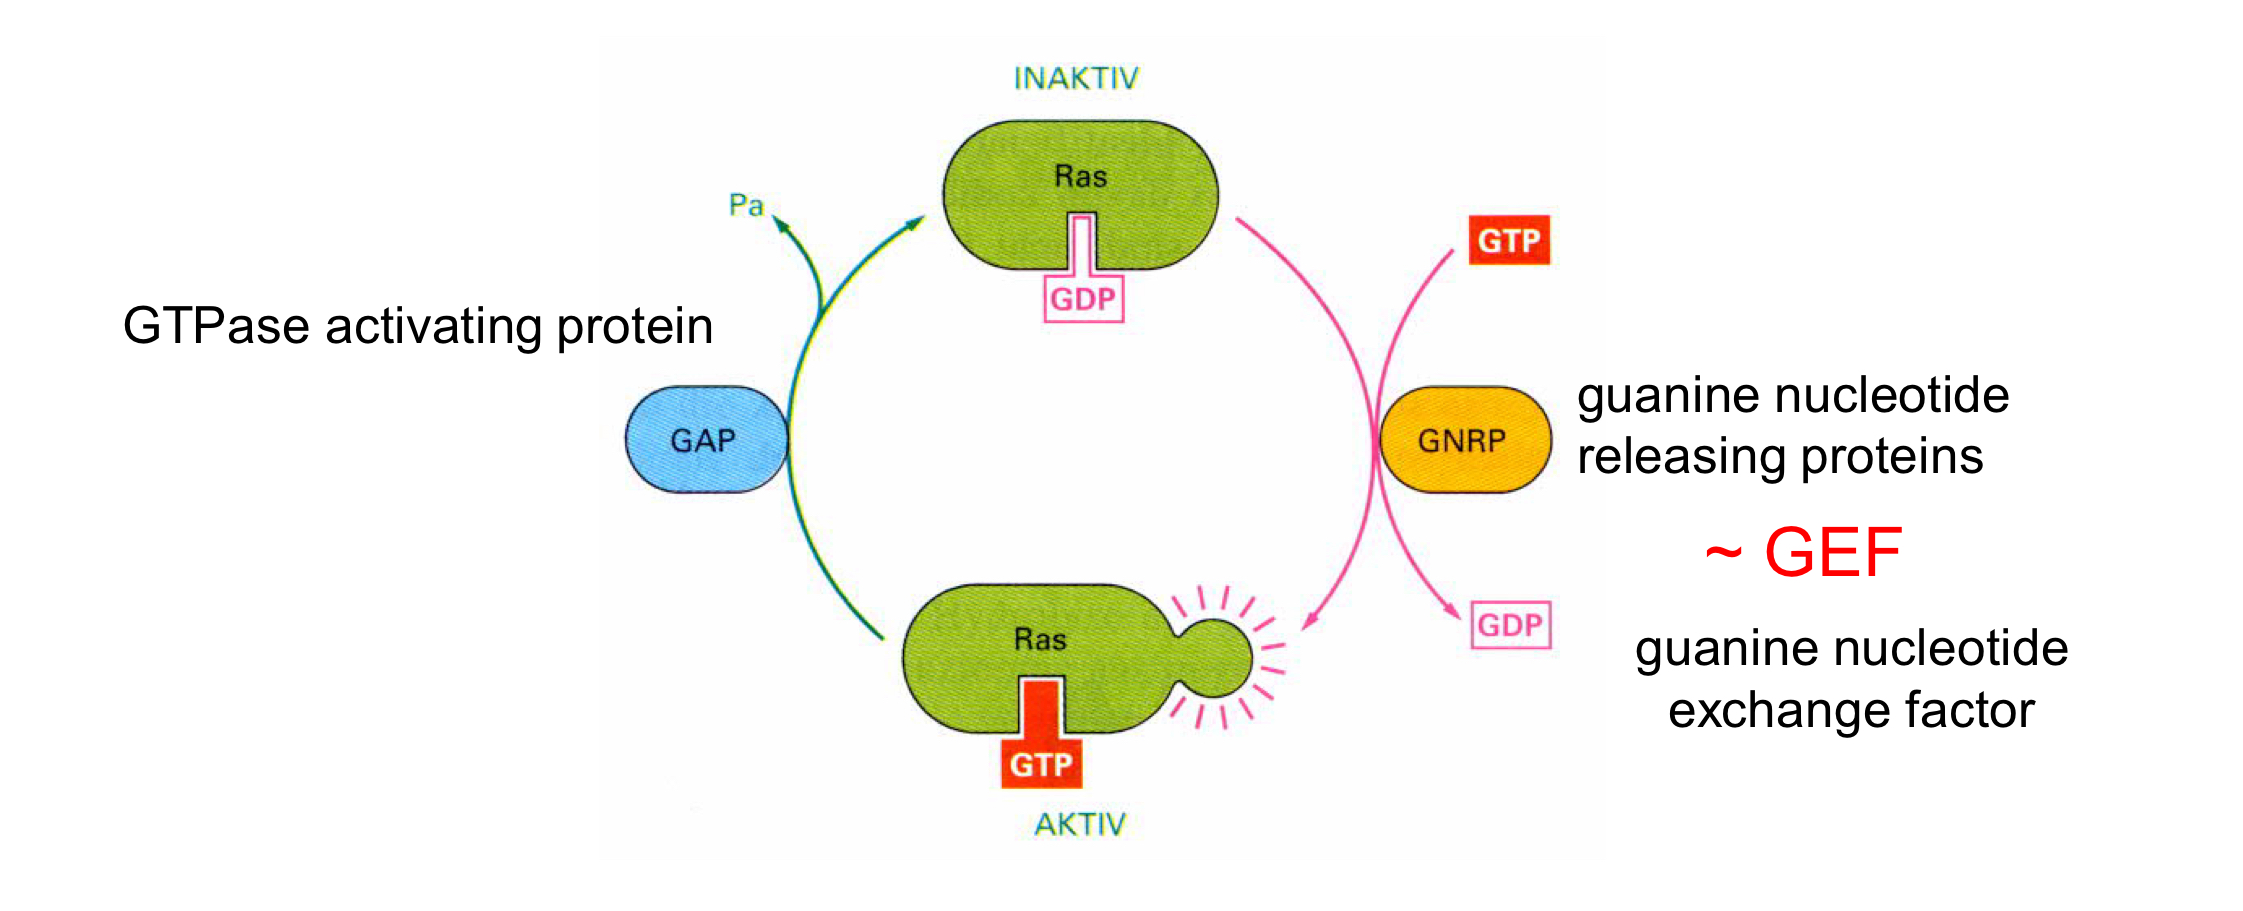 INAKTIV
Ras
Pa
GTP
GDP
GTPase activating protein
guanine nucleotide
releasing proteins
GAP
GNRP
~ GEF
GDP
Ras
guanine nucleotide
exchange factor
GTP
AKTIV